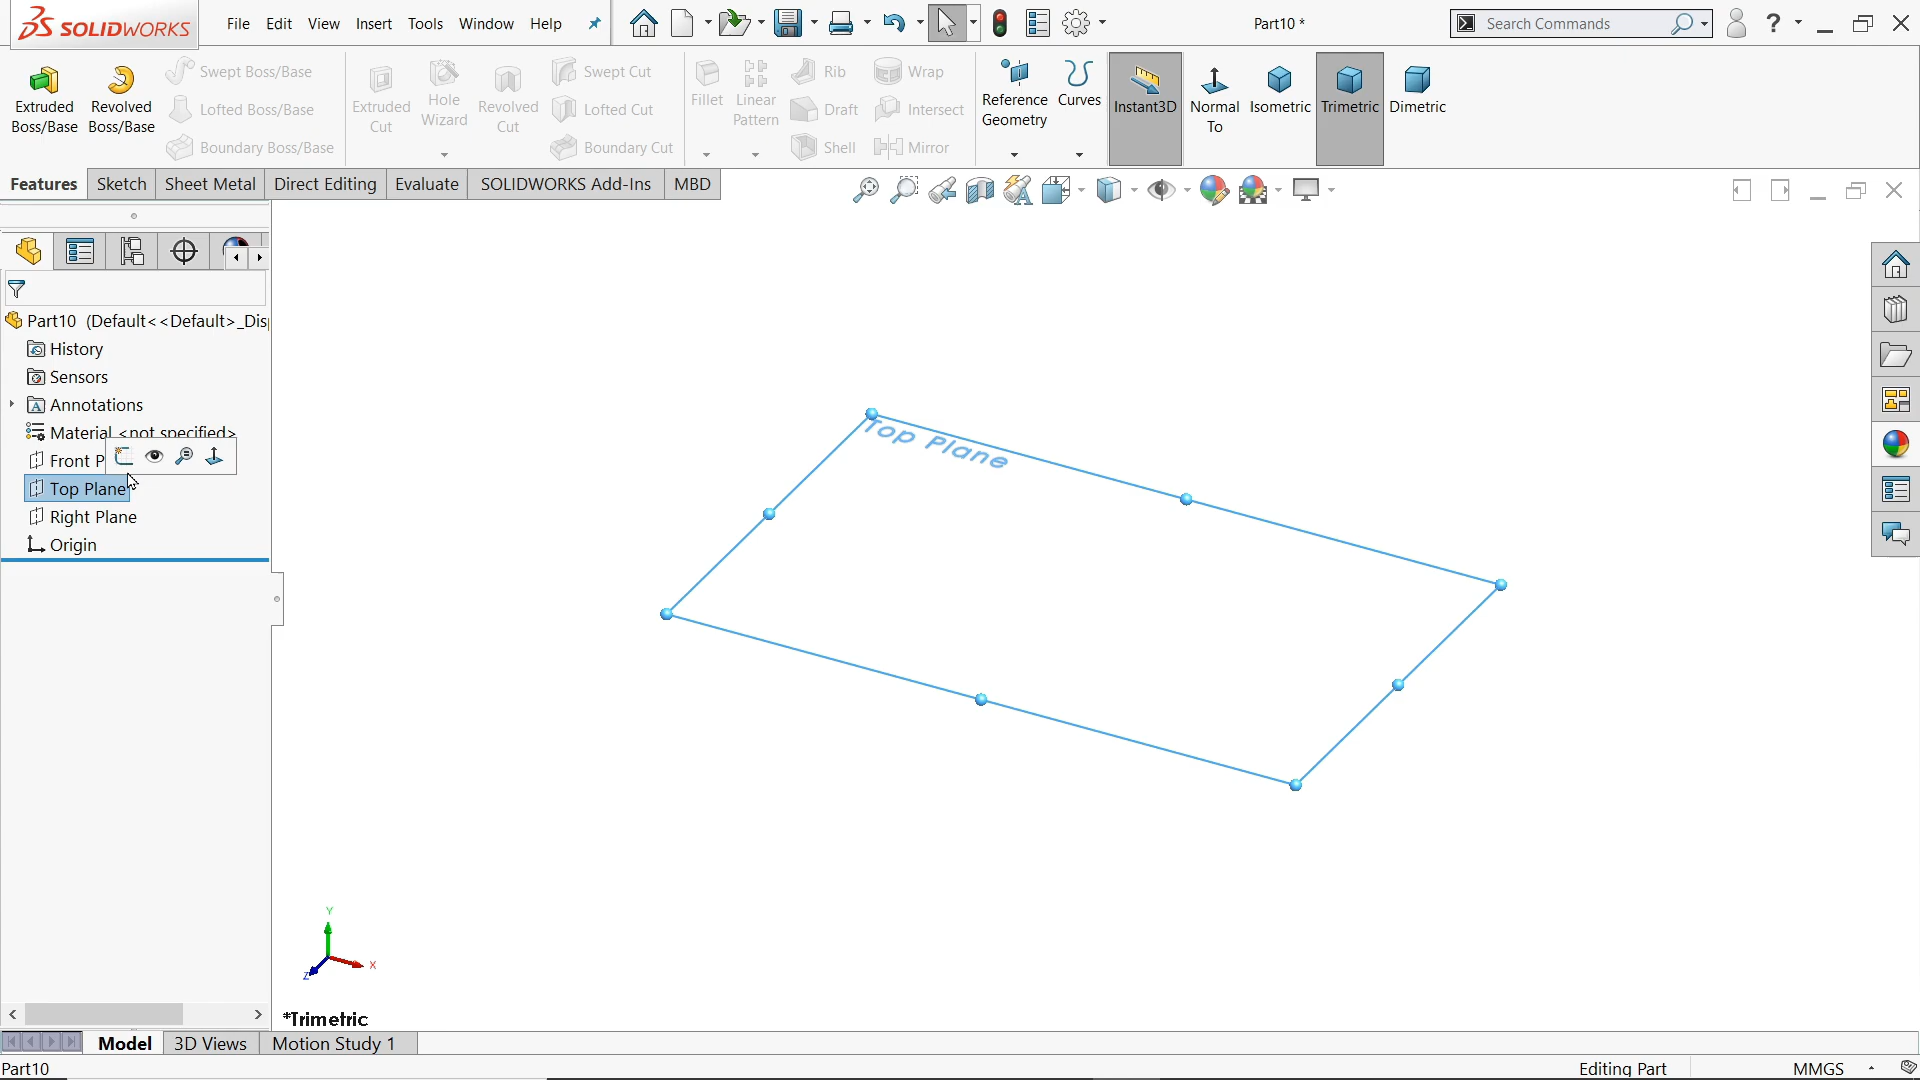 SOLIDWORKS File Edit View Insert Tools Window Help Part10 * Search Commands ?
Extruded Boss/Base
Revolved Boss/Base
Swept Boss/Base
Lofted Boss/Base
Boundary Boss/Base
Extruded Cut
Hole Wizard
Revolved Cut
Swept Cut
Lofted Cut
Boundary Cut
Fillet
Linear Pattern
Rib
Draft
Shell
Wrap
Intersect
Mirror
Reference Geometry
Curves
Instant3D
Normal To
Isometric
Trimetric
Dimetric
Features Sketch Sheet Metal Direct Editing Evaluate SOLIDWORKS Add-Ins MBD
Part10 (Default<<Default>_Dis
History
Sensors
Annotations
Material <not specified>
Front P
Top Plane
Right Plane
Origin
Top Plane
Y
X
Z
*Trimetric
Model 3D Views Motion Study 1
Part10 Editing Part MMGS